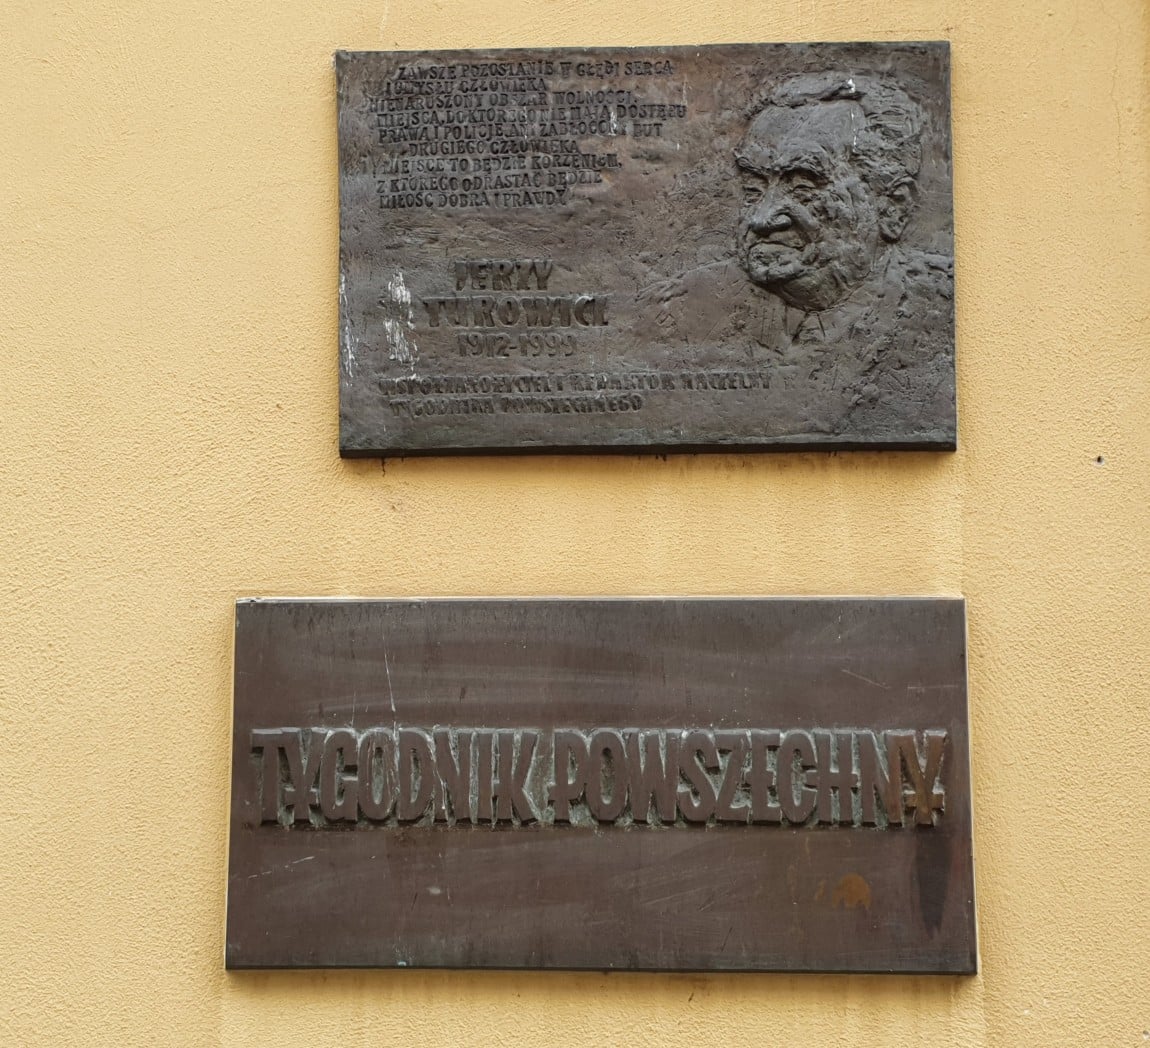 ZAWSZE POZOSTANIE W GŁĘBI SERCA
I UMYSŁU CZŁOWIEKA
NIENARUSZONY OBSZAR WOLNOŚCI,
MIEJSCA, DO KTÓREGO NIE MAJĄ DOSTĘPU
PRAWA I POLICJE, ANI ZABŁOCONY BUT
DRUGIEGO CZŁOWIEKA
I MIEJSCE TO BĘDZIE KORZENIEM,
Z KTÓREGO ODRASTAĆ BĘDZIE
MIŁOŚĆ DOBRA I PRAWDY
JERZY
TUROWICZ
1912-1999
WSPÓŁZAŁOŻYCIEL I REDAKTOR NACZELNY
TYGODNIKA POWSZECHNEGO
TYGODNIK POWSZECHNY